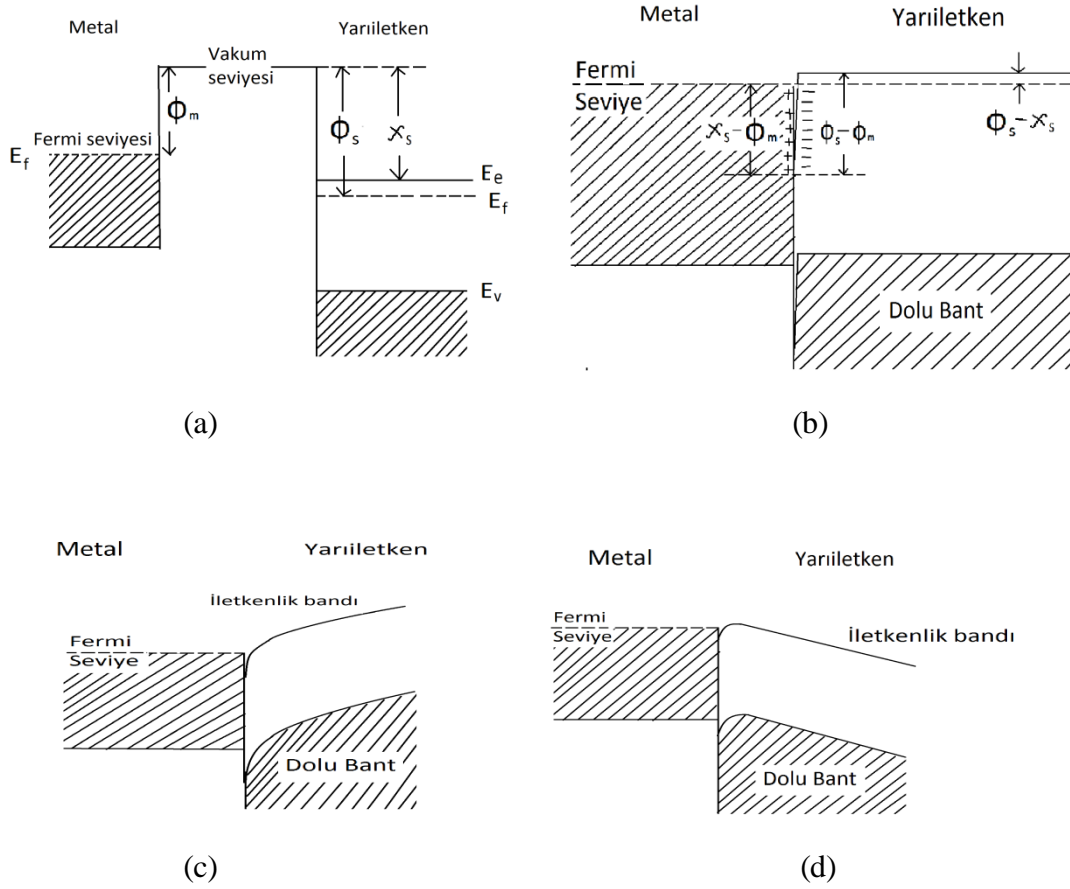 Metal
Yarıiletken
Vakum
seviyesi
Φm
Φs
χs
Fermi seviyesi
Ef
Ee
Ef
Ev
(a)
Metal
Yarıiletken
Fermi
Seviye
χs-Φm
+ + + + + + +
Φs-Φm
Φs-χs
Dolu Bant
(b)
Metal
Yarıiletken
İletkenlik bandı
Fermi
Seviye
Dolu Bant
(c)
Metal
Yarıiletken
Fermi
Seviye
İletkenlik bandı
Dolu Bant
(d)